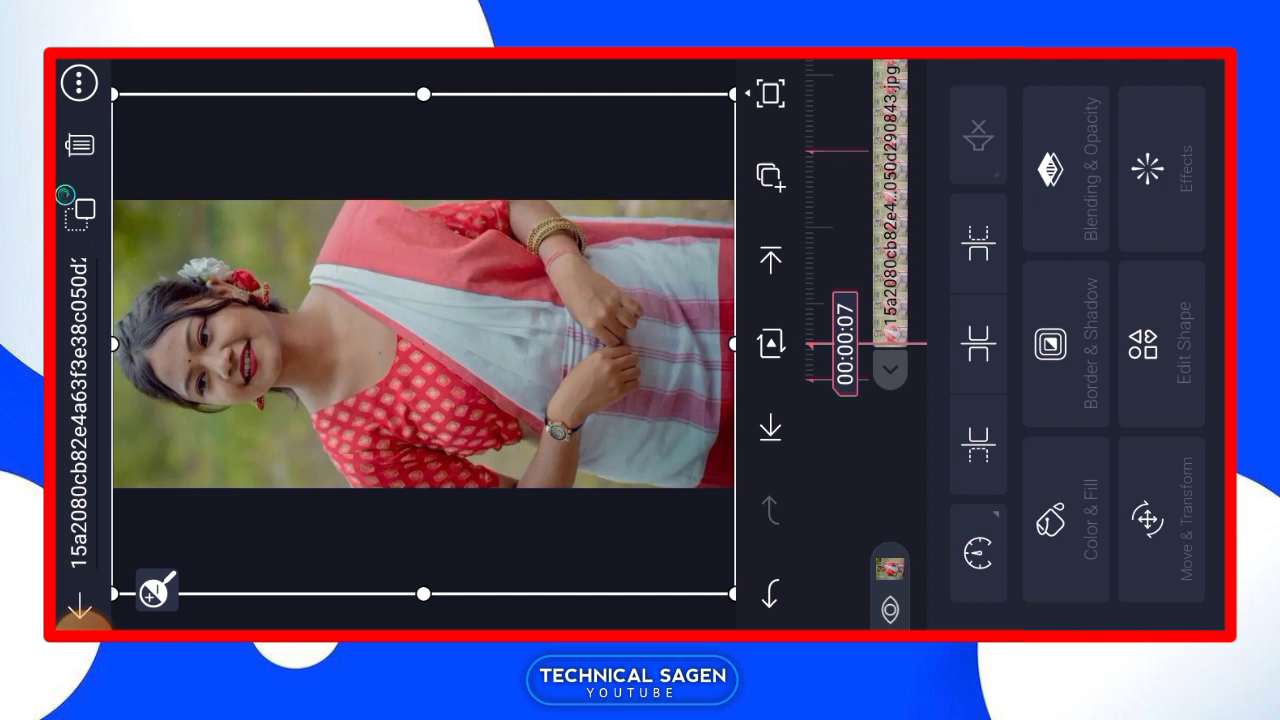 15a2080cb82e4a63f3e38c050d2
00:00:07
15a2080cb82e4...050d290843.jpg
Color & Fill
Border & Shadow
Blending & Opacity
Move & Transform
Edit Shape
Effects
TECHNICAL SAGEN
YOUTUBE